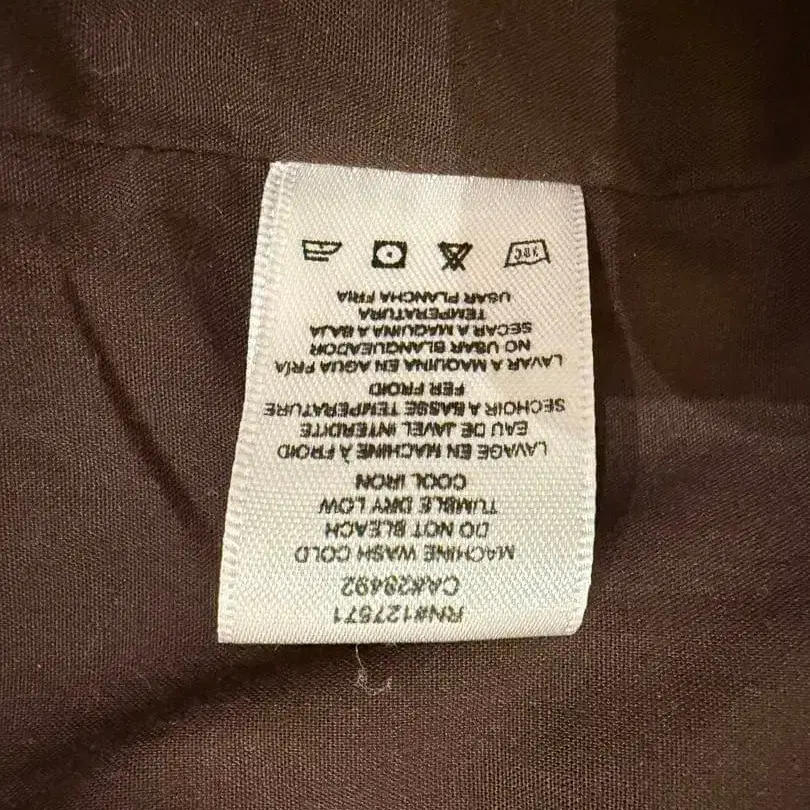 RN#127571
CA#28492
MACHINE WASH COLD
DO NOT BLEACH
TUMBLE DRY LOW
COOL IRON
LAVAGE EN MACHINE À FROID
EAU DE JAVEL INTERDITE
SECHOIR A BASSE TEMPERATURE
FER FROID
LAVAR A MAQUINA EN AGUA FRÍA
NO USAR BLANQUEADOR
SECAR A MAQUINA A BAJA
TEMPERATURA
USAR PLANCHA FRIA
30C